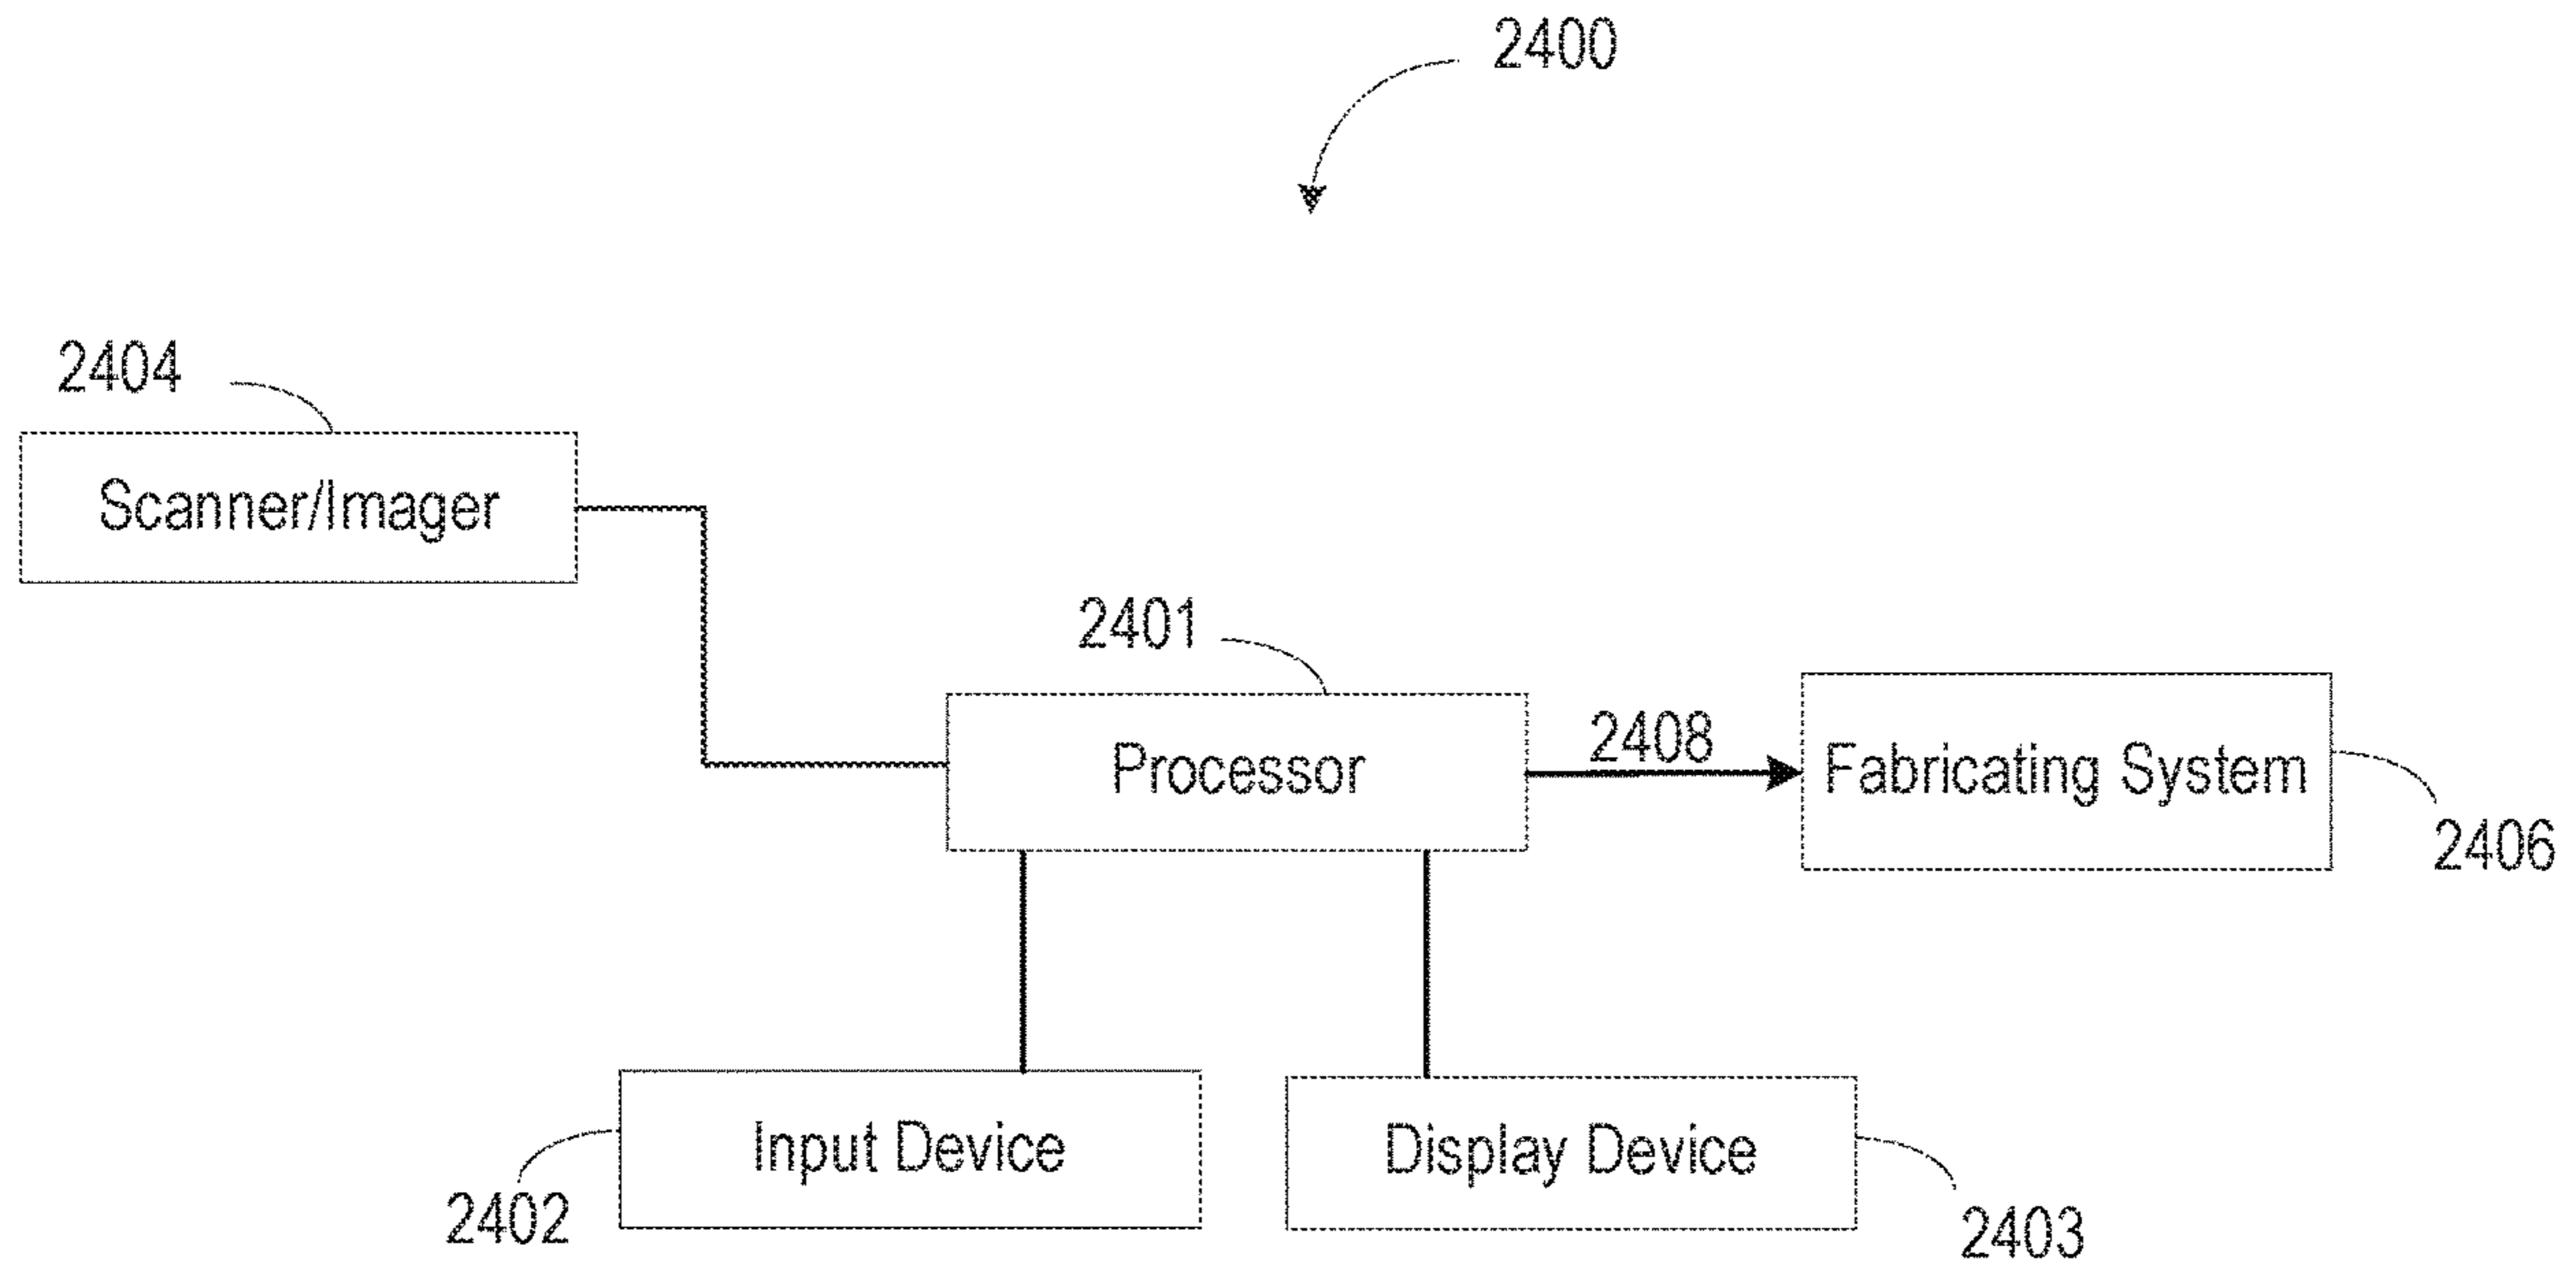 2400
2404
Scanner/Imager
2401
Processor
2408
Fabricating System
2406
Input Device
2402
Display Device
2403